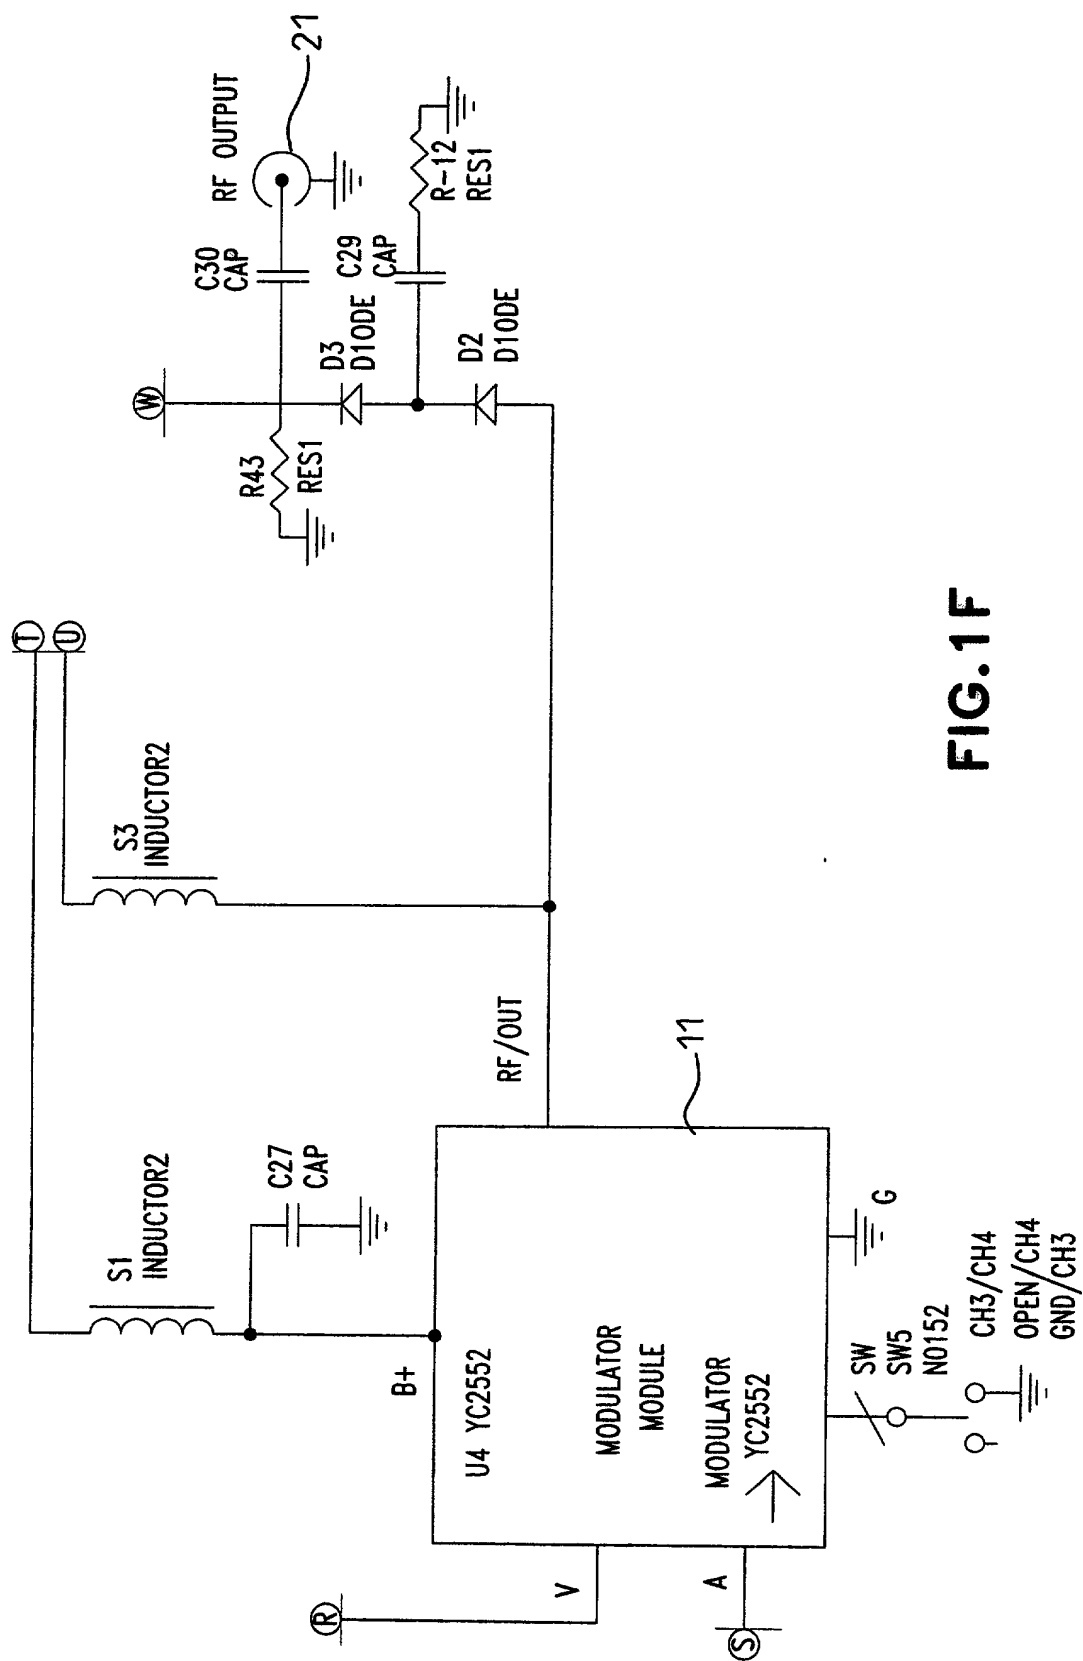 T
U
S1
INDUCTOR2
S3
INDUCTOR2
C27
CAP
B+
W
C30
CAP
RF OUTPUT
21
R43
RES1
D3
D1ODE
C29
CAP
R-12
RES1
D2
D1ODE
R
V
S
A
U4 YC2552
MODULATOR
MODULE
MODULATOR
YC2552
RF/OUT
11
G
SW
SW5
N0152
CH3/CH4
OPEN/CH4
GND/CH3
FIG.1F